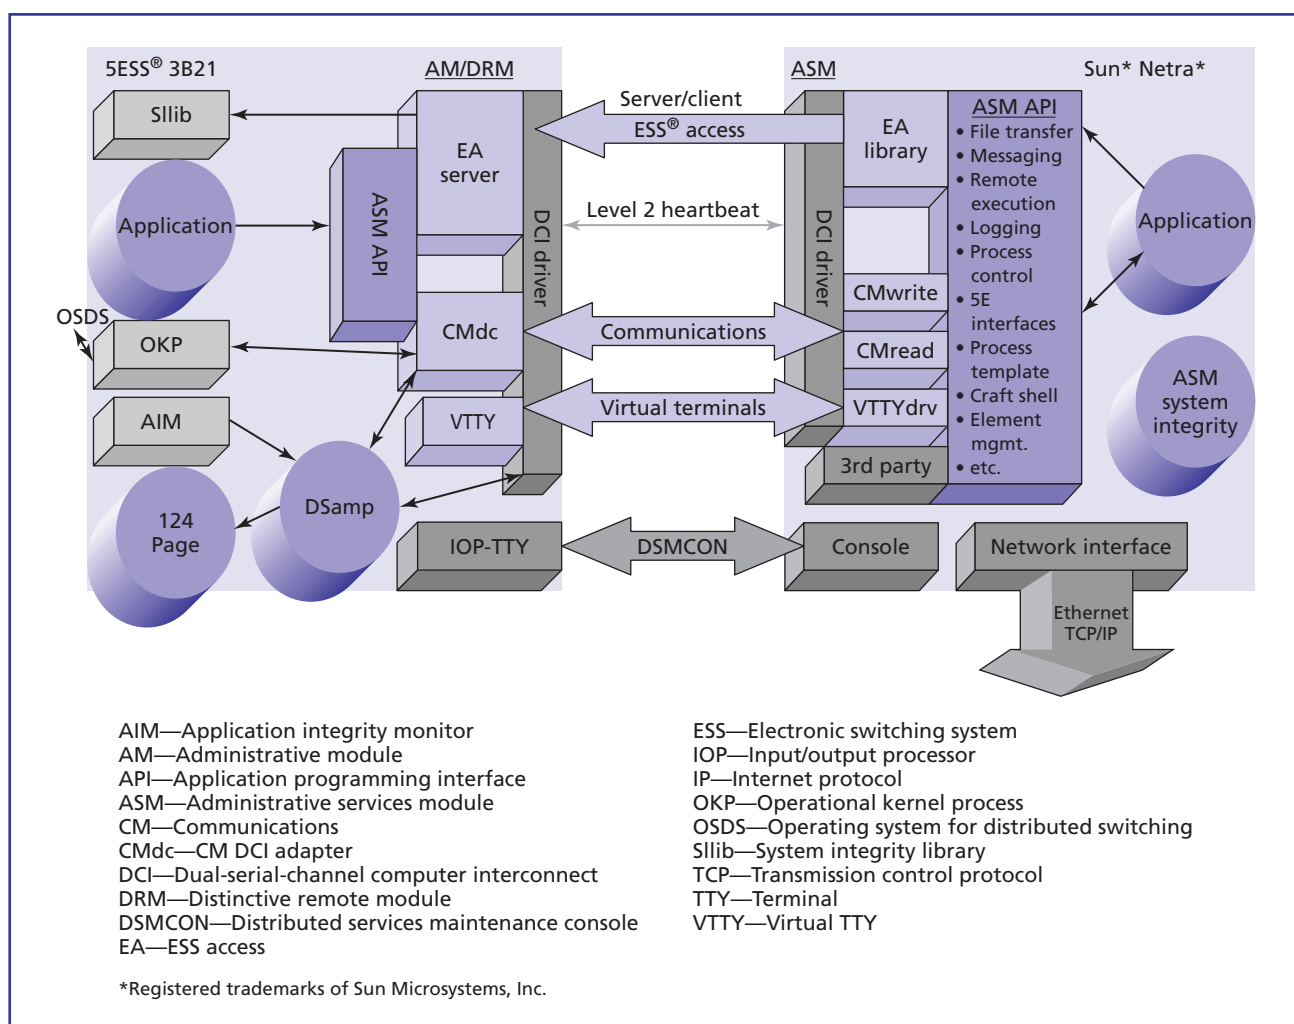 5ESS® 3B21
AM/DRM
ASM
Sun* Netra*
SIlib
Application
OSDS
OKP
AIM
124
Page
DSamp
EA
server
ASM API
CMdc
VTTY
DCI driver
IOP-TTY
Server/client
ESS® access
Level 2 heartbeat
Communications
Virtual terminals
DSMCON
DCI driver
EA
library
CMwrite
CMread
VTTYdrv
3rd party
Console
ASM API
• File transfer
• Messaging
• Remote
execution
• Logging
• Process
control
• 5E
interfaces
• Process
template
• Craft shell
• Element
mgmt.
• etc.
Application
ASM
system
integrity
Network interface
Ethernet
TCP/IP
AIM—Application integrity monitor
AM—Administrative module
API—Application programming interface
ASM—Administrative services module
CM—Communications
CMdc—CM DCI adapter
DCI—Dual-serial-channel computer interconnect
DRM—Distinctive remote module
DSMCON—Distributed services maintenance console
EA—ESS access
ESS—Electronic switching system
IOP—Input/output processor
IP—Internet protocol
OKP—Operational kernel process
OSDS—Operating system for distributed switching
SIlib—System integrity library
TCP—Transmission control protocol
TTY—Terminal
VTTY—Virtual TTY
*Registered trademarks of Sun Microsystems, Inc.